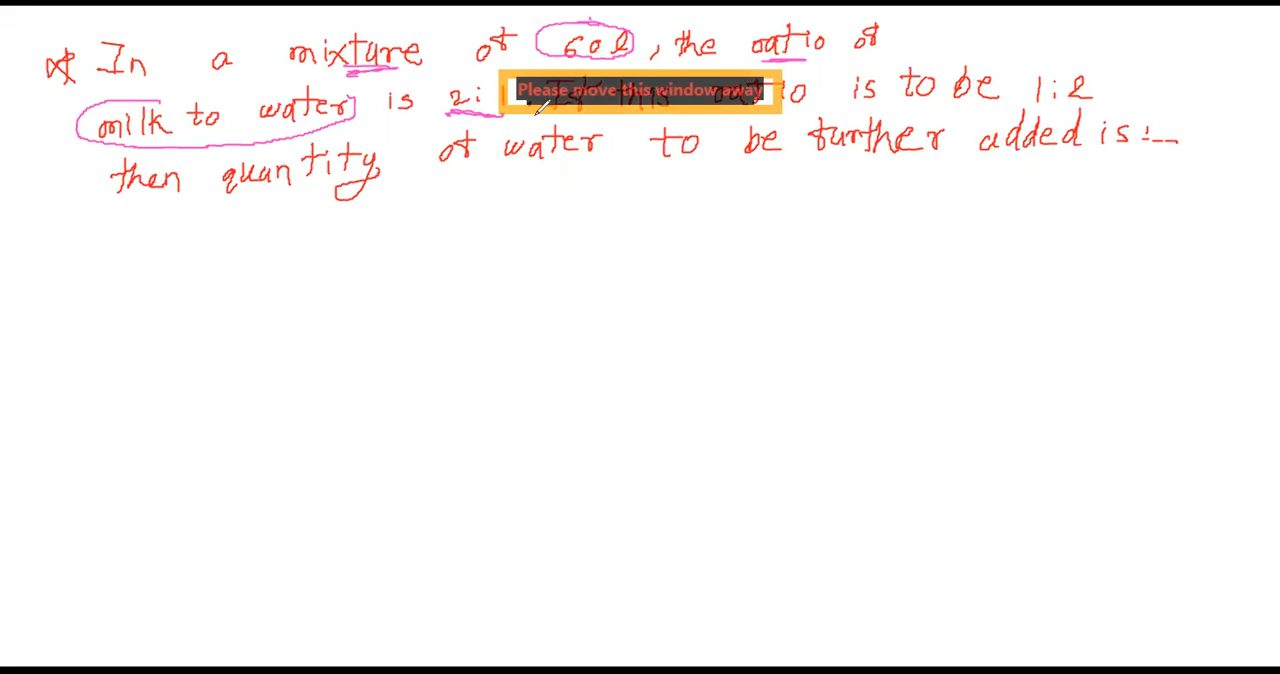 In a mixture of 60l, the ratio of
milk to water is 2: Please move this window away is to be 1:2
then quantity of water to be further added is :-